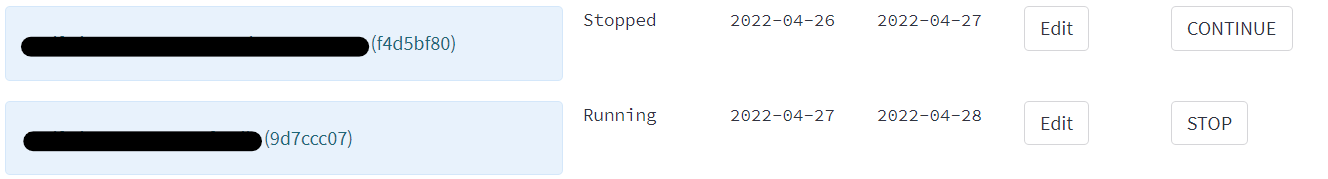 (f4d5bf80) Stopped 2022-04-26 2022-04-27 Edit CONTINUE
(9d7ccc07) Running 2022-04-27 2022-04-28 Edit STOP